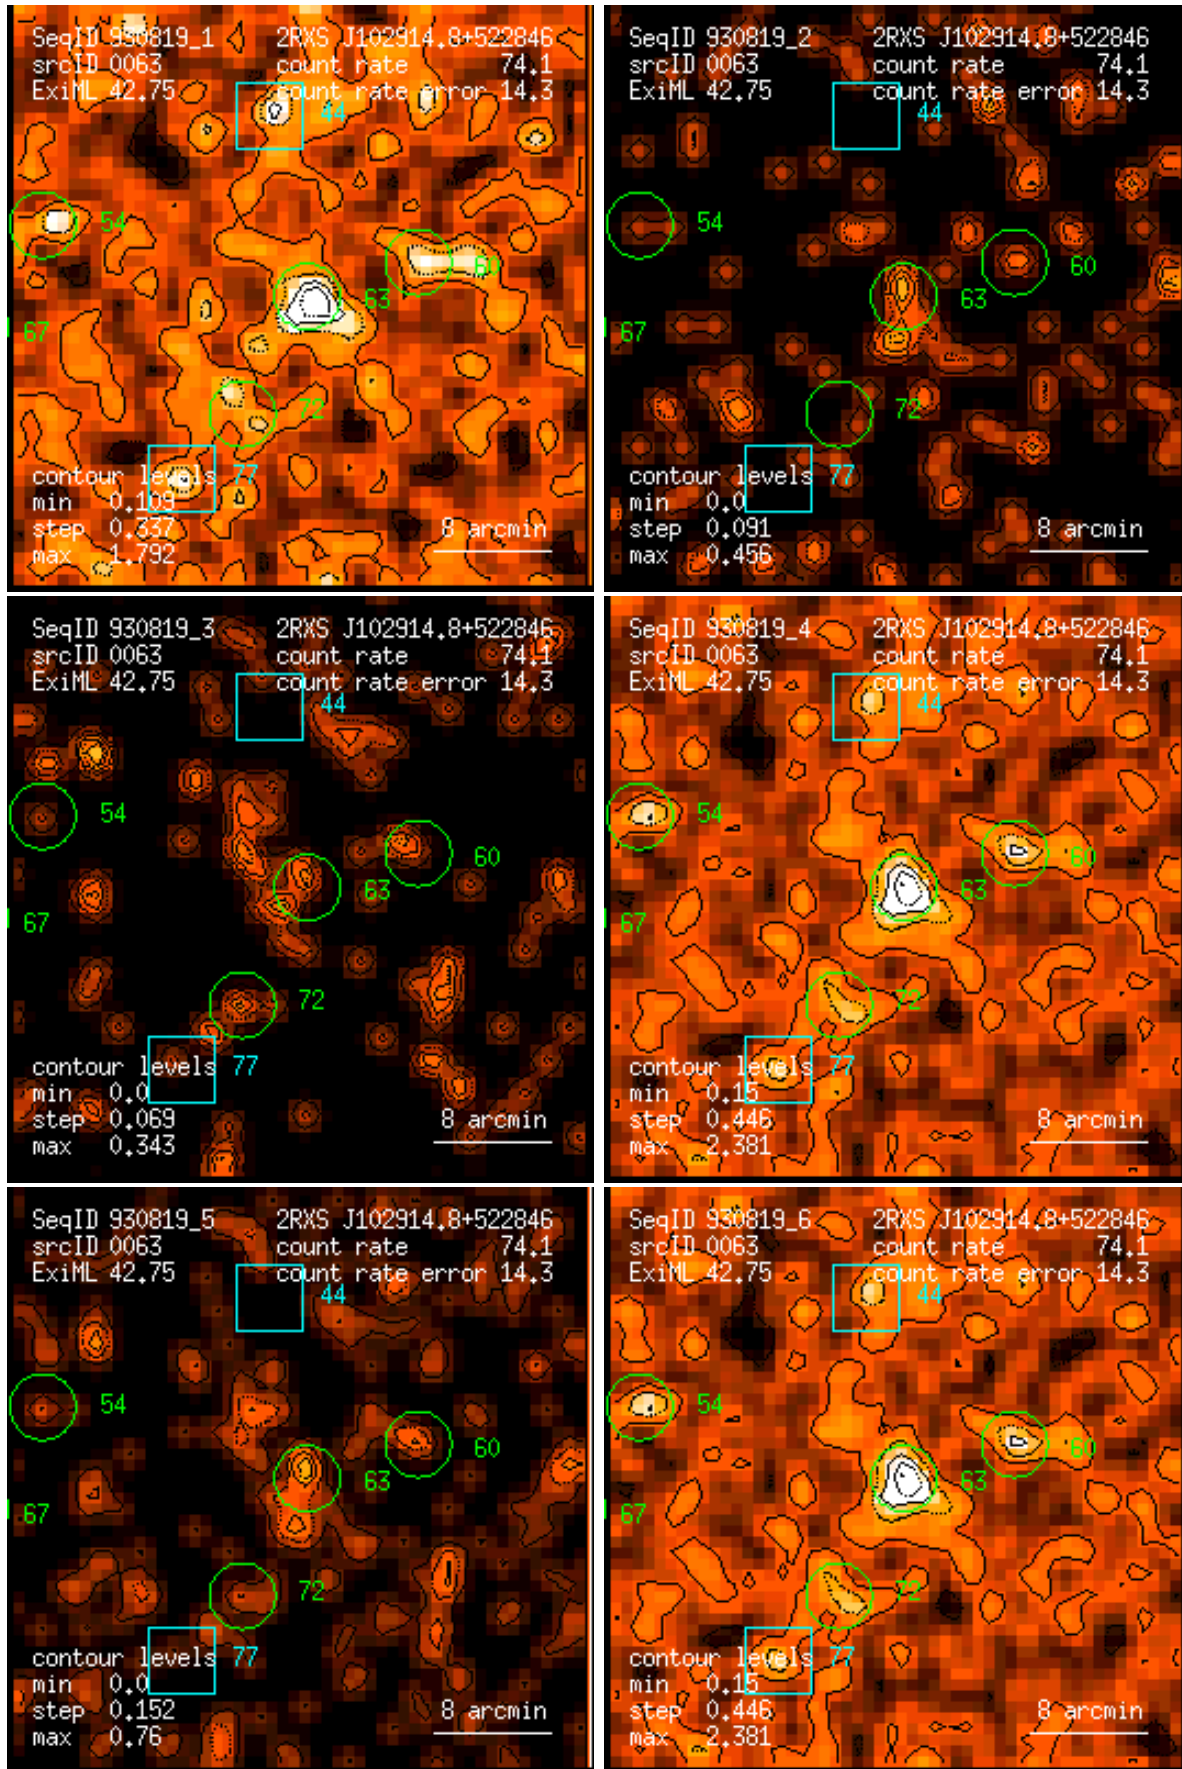 SeqID 930819_1 2RXS J102914.8+522846
srcID 0063 count rate 74.1
ExiML 42.75 count rate error 14.3
44
54
60
63
67
72
contour levels 77
min 0.109
step 0.337 8 arcmin
max 1.792
SeqID 930819_2 2RXS J102914.8+522846
srcID 0063 count rate 74.1
ExiML 42.75 count rate error 14.3
44
54
60
63
67
72
contour levels 77
min 0.0
step 0.091 8 arcmin
max 0.456
SeqID 930819_3 2RXS J102914.8+522846
srcID 0063 count rate 74.1
ExiML 42.75 count rate error 14.3
44
54
60
63
67
72
contour levels 77
min 0.0
step 0.069 8 arcmin
max 0.343
SeqID 930819_4 2RXS J102914.8+522846
srcID 0063 count rate 74.1
ExiML 42.75 count rate error 14.3
44
54
60
63
67
72
contour levels 77
min 0.15
step 0.446 8 arcmin
max 2.381
SeqID 930819_5 2RXS J102914.8+522846
srcID 0063 count rate 74.1
ExiML 42.75 count rate error 14.3
44
54
60
63
67
72
contour levels 77
min 0.0
step 0.152 8 arcmin
max 0.76
SeqID 930819_6 2RXS J102914.8+522846
srcID 0063 count rate 74.1
ExiML 42.75 count rate error 14.3
44
54
60
63
67
72
contour levels 77
min 0.15
step 0.446 8 arcmin
max 2.381